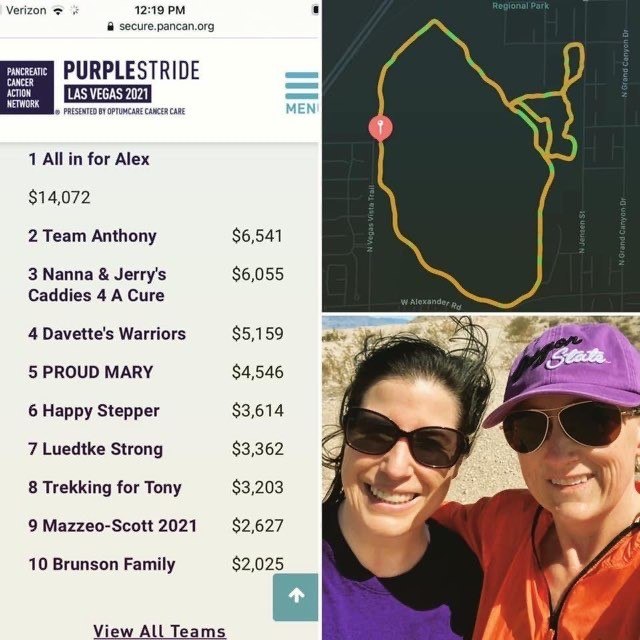 Verizon
12:19 PM
secure.pancan.org
PANCREATIC
CANCER
ACTION
NETWORK
PURPLESTRIDE
LAS VEGAS 2021
PRESENTED BY OPTUMCARE CANCER CARE
MENU
1 All in for Alex
$14,072
2 Team Anthony $6,541
3 Nanna & Jerry's $6,055
Caddies 4 A Cure
4 Davette's Warriors $5,159
5 PROUD MARY $4,546
6 Happy Stepper $3,614
7 Luedtke Strong $3,362
8 Trekking for Tony $3,203
9 Mazzeo-Scott 2021 $2,627
10 Brunson Family $2,025
View All Teams
Regional Park
N Grand Canyon Dr
N Vegas Vista Trail
N Jensen St
N Grand Canyon Dr
W Alexander Rd
State